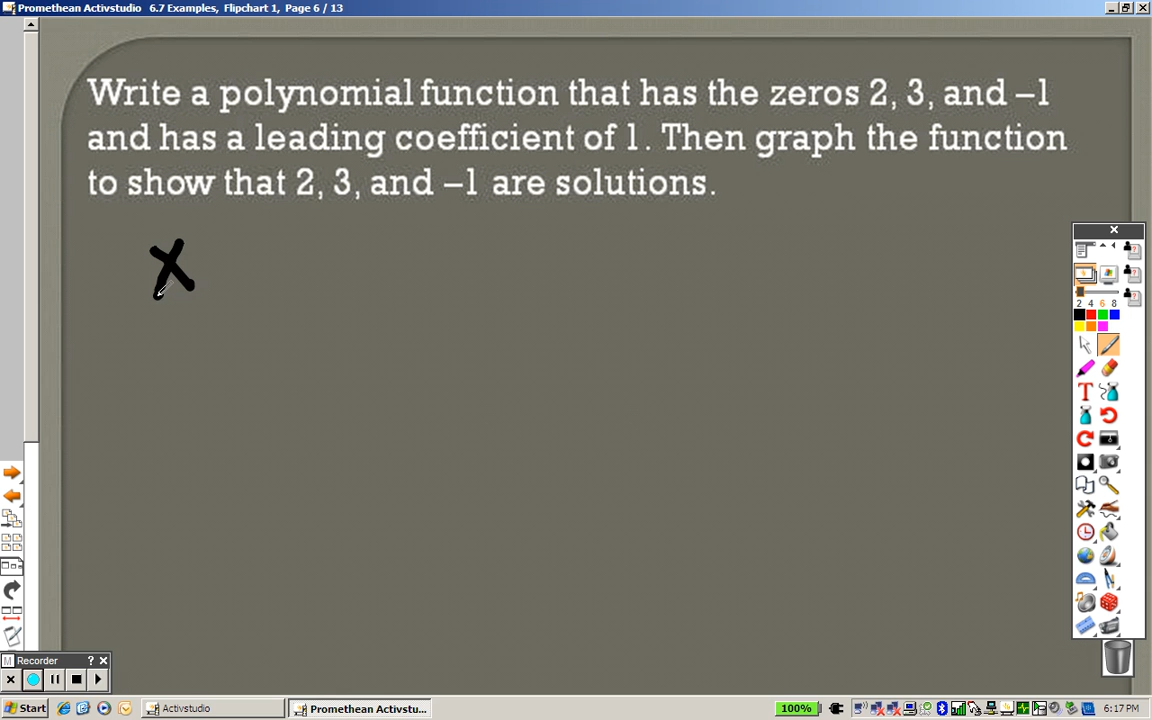 Promethean Activstudio 6.7 Examples, Flipchart 1, Page 6 / 13
Write a polynomial function that has the zeros 2, 3, and –1
and has a leading coefficient of 1. Then graph the function
to show that 2, 3, and –1 are solutions.
x
2 4 6 8
T
M Recorder ? x
Start Activstudio Promethean Activstu... 100% 6:17 PM